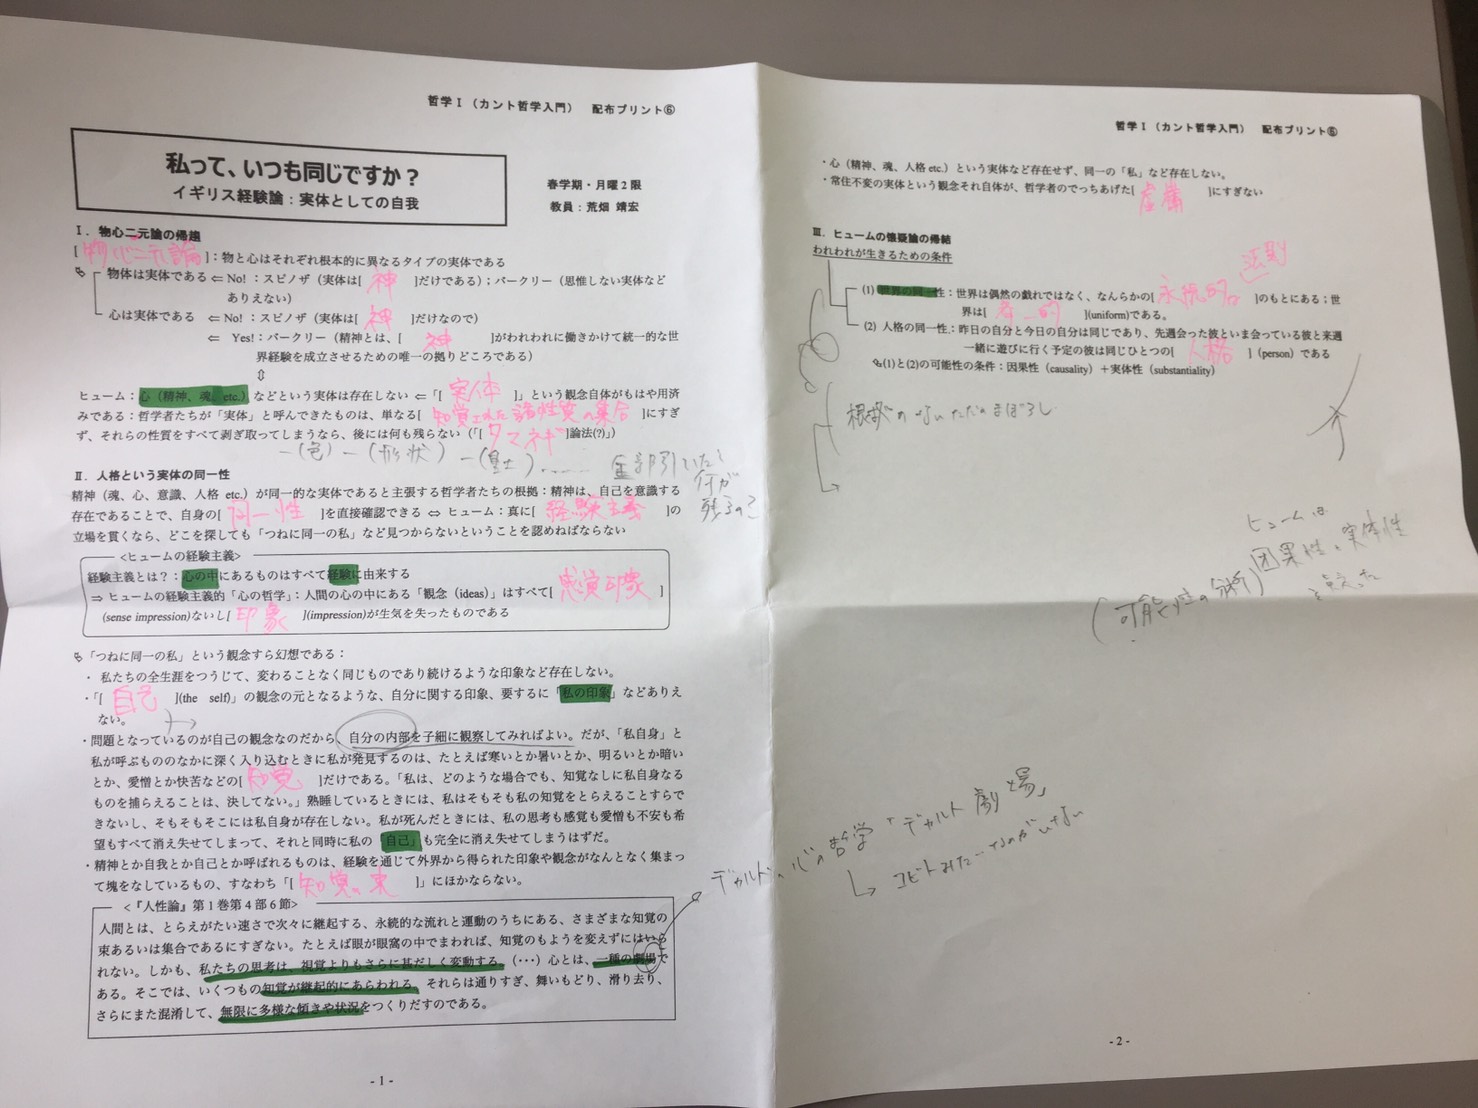 哲学Ⅰ（カント哲学入門）　配布プリント⑥
私って、いつも同じですか？
イギリス経験論：実体としての自我
春学期・月曜2限
教員：荒畑 靖宏
Ⅰ．物心二元論の帰趨
[ 物心二元論 ]：物と心はそれぞれ根本的に異なるタイプの実体である
物体は実体である ⇐ No!：スピノザ（実体は[ 神 ]だけである）；バークリー（思惟しない実体など
ありえない）
心は実体である ⇐ No!：スピノザ（実体は[ 神 ]だけなので）
⇐ Yes!：バークリー（精神とは、[ 神 ]がわれわれに働きかけて統一的な世
界経験を成立させるための唯一の拠りどころである）
⇕
ヒューム：心（精神、魂、etc.）などという実体は存在しない ⇐「[ 実体 ]」という観念自体がもはや用済
みである：哲学者たちが「実体」と呼んできたものは、単なる[ 知覚された諸性質の集合 ]にすぎ
ず、それらの性質をすべて剥ぎ取ってしまうなら、後には何も残らない（「[ タマネギ ]論法(?)」）
－(色)－(形状)－
全部引いていたら
何が
残るのさ
Ⅱ．人格という実体の同一性
精神（魂、心、意識、人格 etc.）が同一的な実体であると主張する哲学者たちの根拠：精神は、自己を意識する
存在であることで、自身の[ 同一性 ]を直接確認できる ⇔ ヒューム：真に[ 経験主義 ]の
立場を貫くなら、どこを探しても「つねに同一の私」など見つからないということを認めねばならない
<ヒュームの経験主義>
経験主義とは？：心の中にあるものはすべて経験に由来する
⇒ ヒュームの経験主義的「心の哲学」：人間の心の中にある「観念（ideas）」はすべて[ 感覚印象 ]
(sense impression)ないし[ 印象 ](impression)が生気を失ったものである
「つねに同一の私」という観念すら幻想である：
・ 私たちの全生涯をつうじて、変わることなく同じものであり続けるような印象など存在しない。
・「[ 自己 ](the self)」の観念の元となるような、自分に関する印象、要するに「私の印象」などありえ
ない。
・問題となっているのが自己の観念なのだから、自分の内部を子細に観察してみればよい。だが、「私自身」と
私が呼ぶもののなかに深く入り込むときに私が発見するのは、たとえば寒いとか暑いとか、明るいとか暗い
とか、愛憎とか快苦などの[ 知覚 ]だけである。「私は、どのような場合でも、知覚なしに私自身なる
ものを捕らえることは、決してない。」熟睡しているときには、私はそもそも私の知覚をとらえることすらで
きないし、そもそもそこには私自身が存在しない。私が死んだときには、私の思考も感覚も愛憎も不安も希
望もすべて消え失せてしまって、それと同時に私の「自己」も完全に消え失せてしまうはずだ。
・精神とか自我とか自己とか呼ばれるものは、経験を通じて外界から得られた印象や観念がなんとなく集まっ
て塊をなしているもの、すなわち「[ 知覚の束 ]」にほかならない。
<『人性論』第1巻第4部6節>
人間とは、とらえがたい速さで次々に継起する、永続的な流れと運動のうちにある、さまざまな知覚の
束あるいは集合であるにすぎない。たとえば眼が眼窩の中でまわれば、知覚のもようを変えずにはいら
れない。しかも、私たちの思考は、視覚よりもさらに甚だしく変動する。（・・・）心とは、一種の劇場で
ある。そこでは、いくつもの知覚が継起的にあらわれる。それらは通りすぎ、舞いもどり、滑り去り、
さらにまた混淆して、無限に多様な傾きや状況をつくりだすのである。
- 1 -
哲学Ⅰ（カント哲学入門）　配布プリント⑥
・心（精神、魂、人格 etc.）という実体など存在せず、同一の「私」など存在しない。
・常住不変の実体という観念それ自体が、哲学者のでっちあげた[ 虚構 ]にすぎない
Ⅲ．ヒュームの懐疑論の帰結
われわれが生きるための条件
法則
(1) 世界の同一性：世界は偶然の戯れではなく、なんらかの[ 永続的 ]のもとにある；世
界は[ 斉一的 ](uniform)である。
(2) 人格の同一性：昨日の自分と今日の自分は同じであり、先週会った彼といま会っている彼と来週
一緒に遊びに行く予定の彼は同じひとつの[ 人格 ]（person）である
(1)と(2)の可能性の条件：因果性（causality）＋実体性（substantiality）
根拠のないただのまぼろし
ヒュームは
因果性、実体性
(可能性の分析)
デカルトの心の哲学「デカルト劇場」
コビトみたいなのがいない
- 2 -